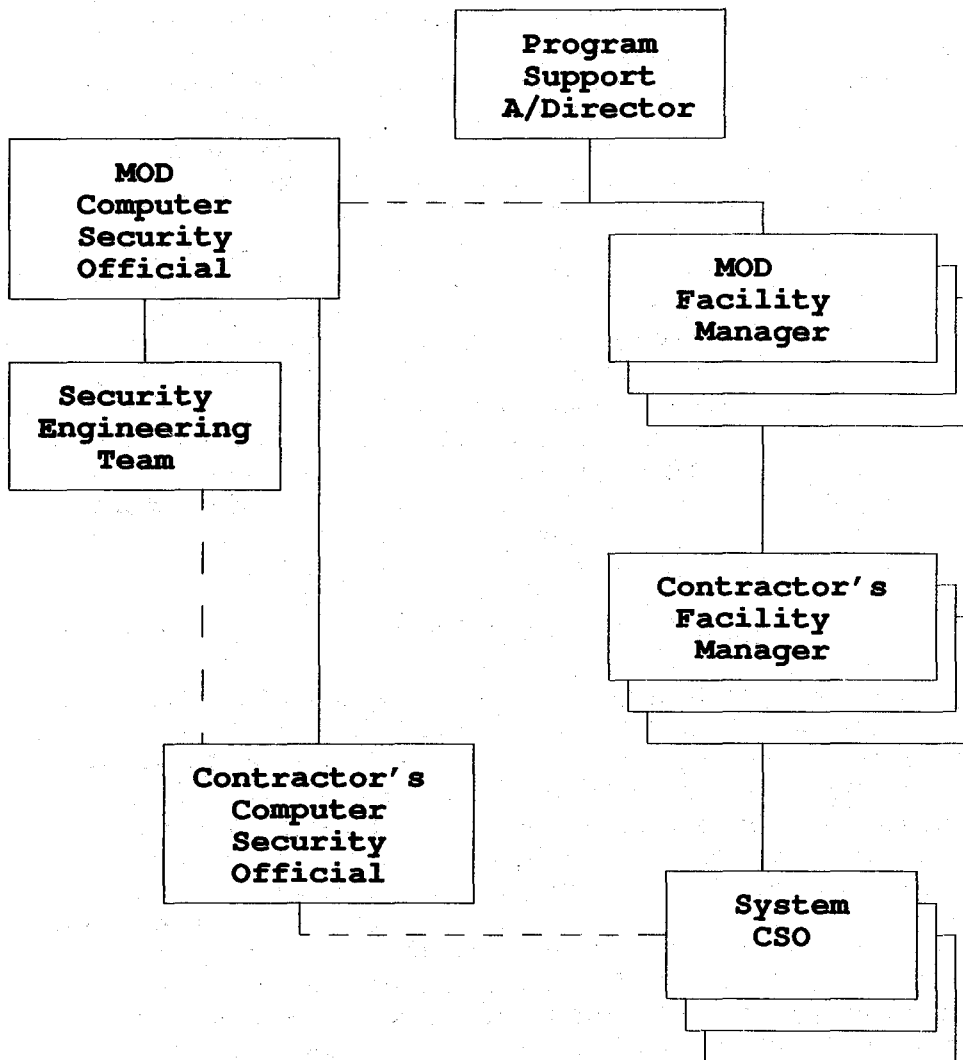 Program
Support
A/Director
MOD
Computer
Security
Official
MOD
Facility
Manager
Security
Engineering
Team
Contractor's
Facility
Manager
Contractor's
Computer
Security
Official
System
CSO